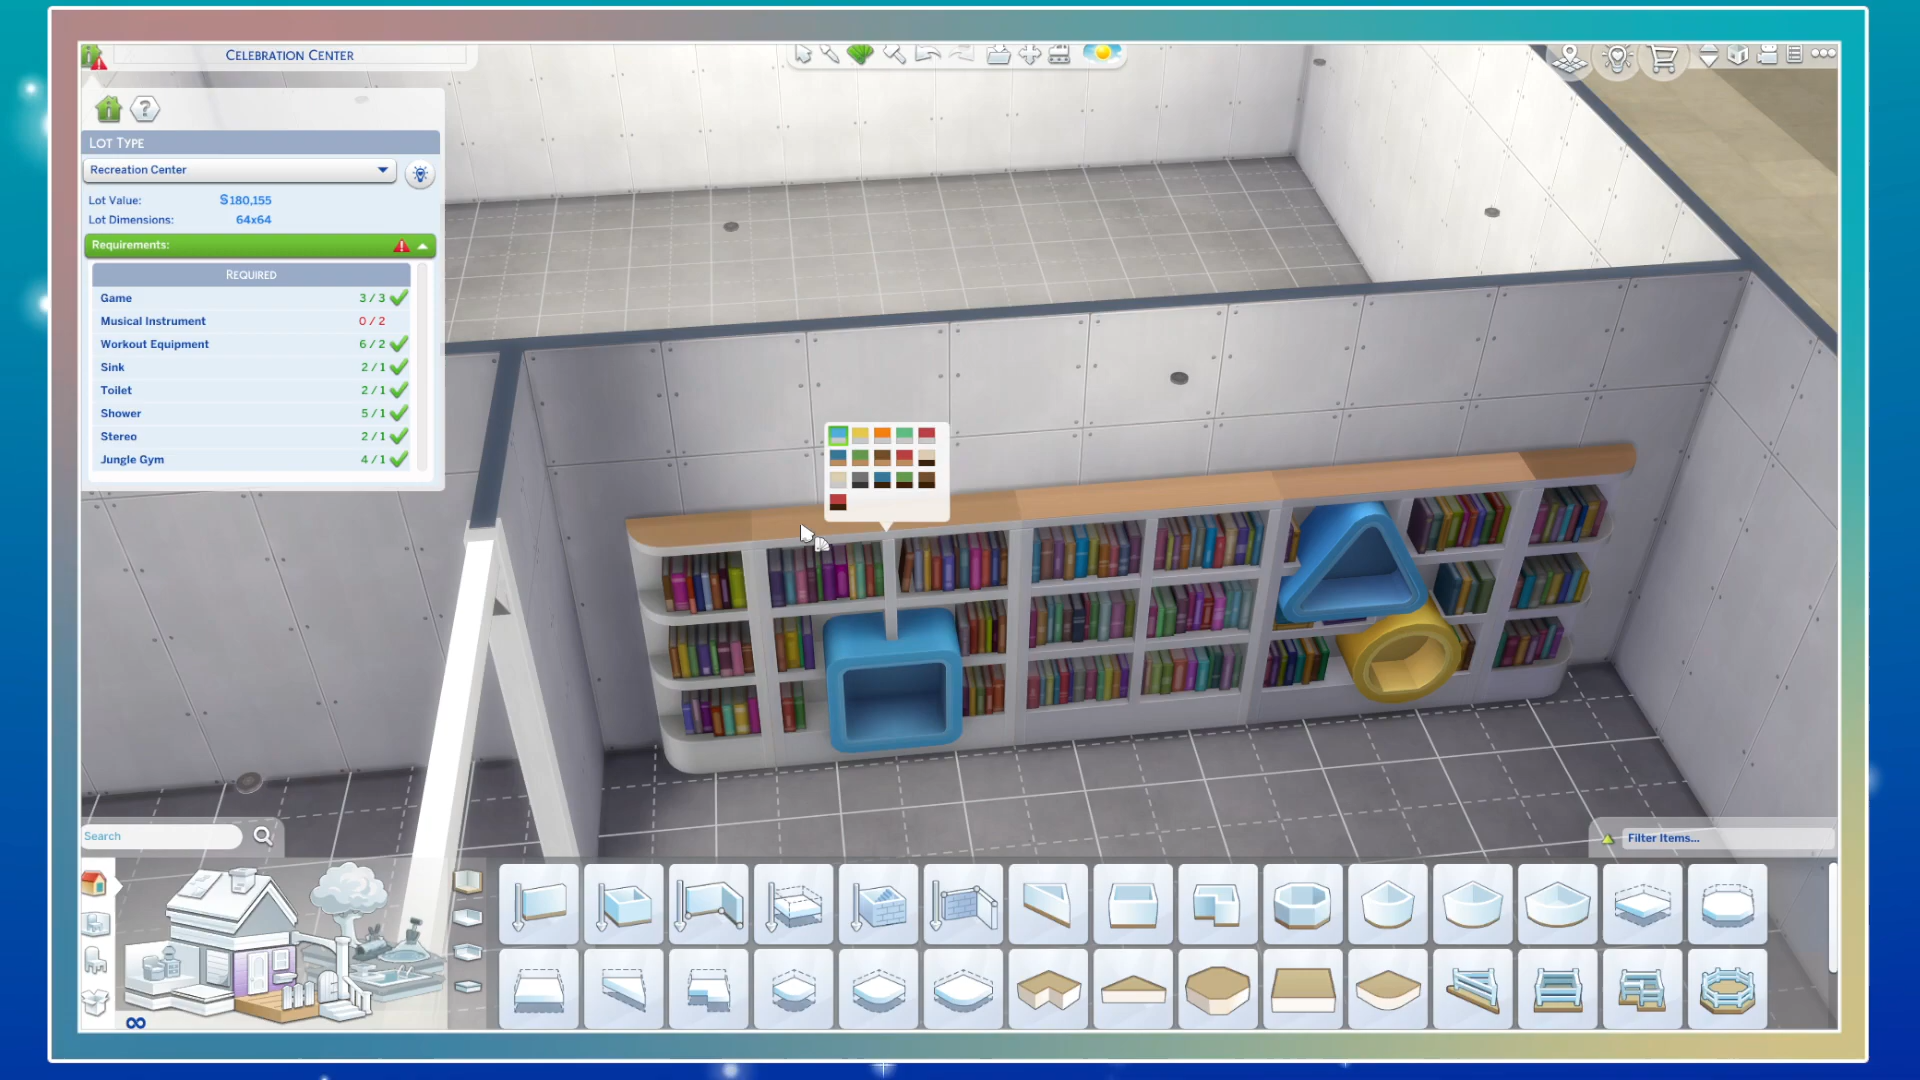 CELEBRATION CENTER
?
LOT TYPE
Recreation Center
Lot Value: §180,155
Lot Dimensions: 64x64
Requirements:
REQUIRED
Game 3 / 3
Musical Instrument 0 / 2
Workout Equipment 6 / 2
Sink 2 / 1
Toilet 2 / 1
Shower 5 / 1
Stereo 2 / 1
Jungle Gym 4 / 1
Search
Filter Items...